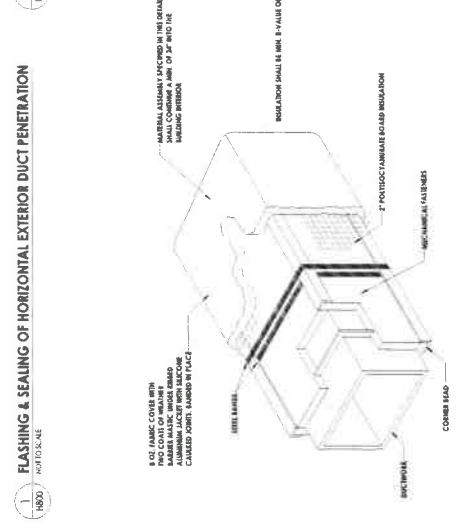 1
H800
FLASHING & SEALING OF HORIZONTAL EXTERIOR DUCT PENETRATION
NOT TO SCALE
8 OZ. FABRIC COVER WITH
TWO COATS OF WEATHER
BARRIER MASTIC UNDER RIBBED
ALUMINUM JACKET WITH SILICONE
CAULKED JOINTS. BANDED IN PLACE
MATERIAL ASSEMBLY SPECIFIED IN THIS DETAIL
SHALL CONTINUE A MIN. OF 24" INTO THE
BUILDING INTERIOR
INSULATION SHALL BE MIN. R-VALUE OF
STEEL BANDS
2" POLYISOCYANURATE BOARD INSULATION
MECHANICAL FASTENERS
CORNER BEAD
DUCTWORK